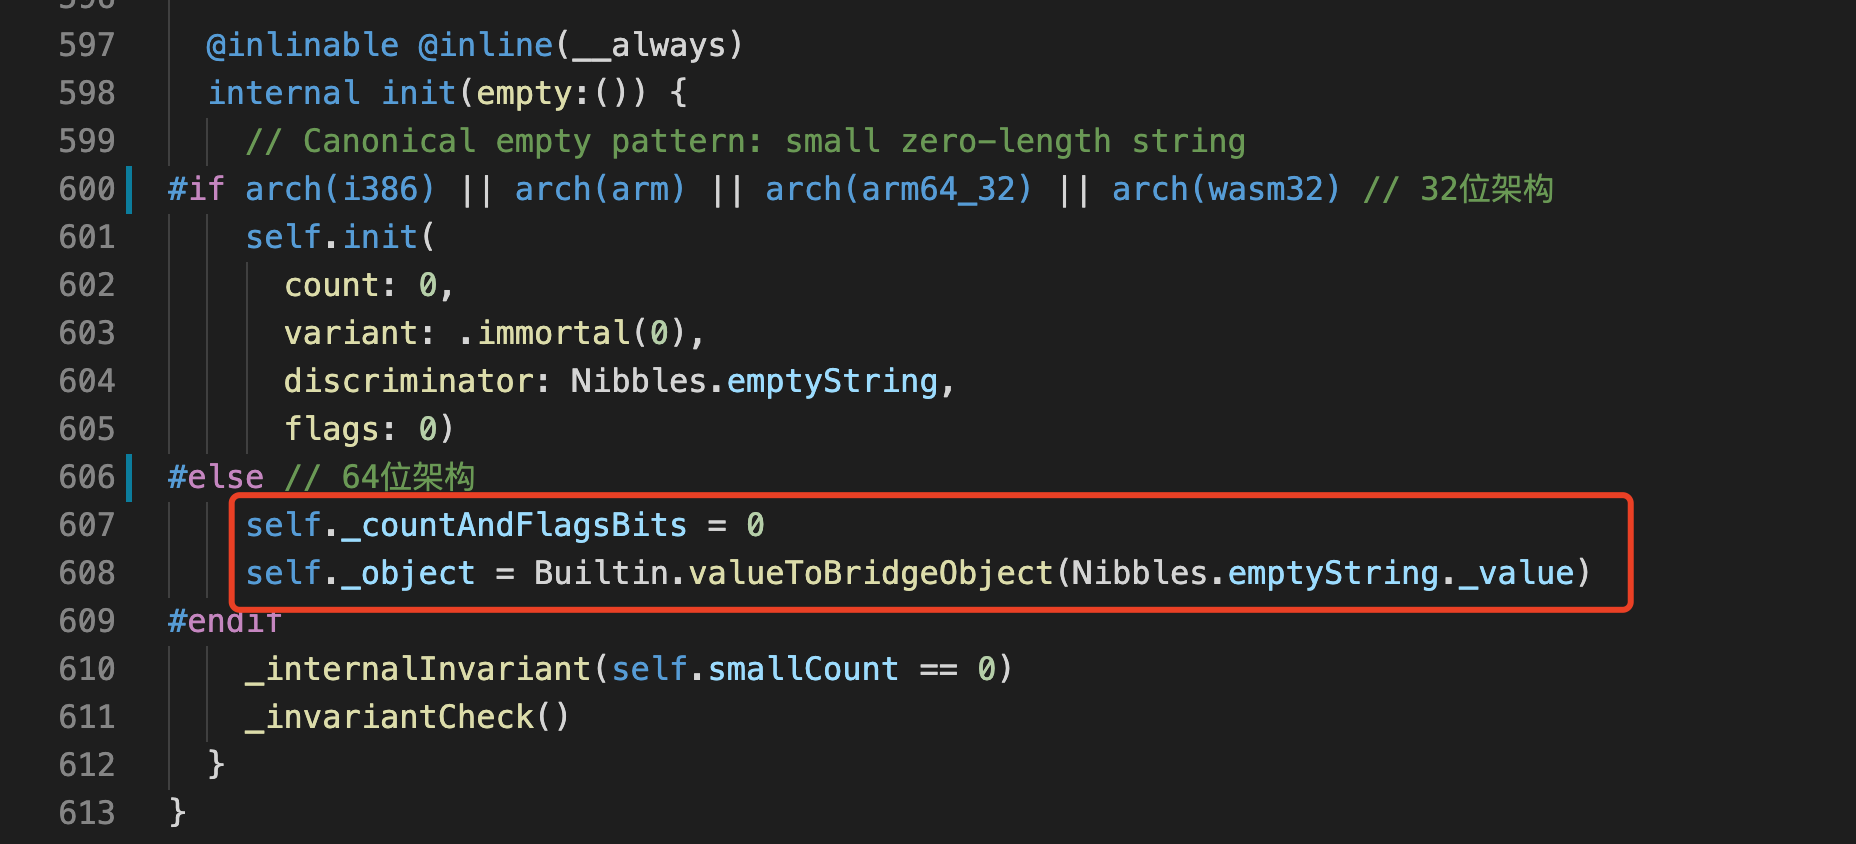 597 @inlinable @inline(__always)
598 internal init(empty:()) {
599 // Canonical empty pattern: small zero-length string
600 #if arch(i386) || arch(arm) || arch(arm64_32) || arch(wasm32) // 32位架构
601 self.init(
602 count: 0,
603 variant: .immortal(0),
604 discriminator: Nibbles.emptyString,
605 flags: 0)
606 #else // 64位架构
607 self._countAndFlagsBits = 0
608 self._object = Builtin.valueToBridgeObject(Nibbles.emptyString._value)
609 #endif
610 _internalInvariant(self.smallCount == 0)
611 _invariantCheck()
612 }
613 }